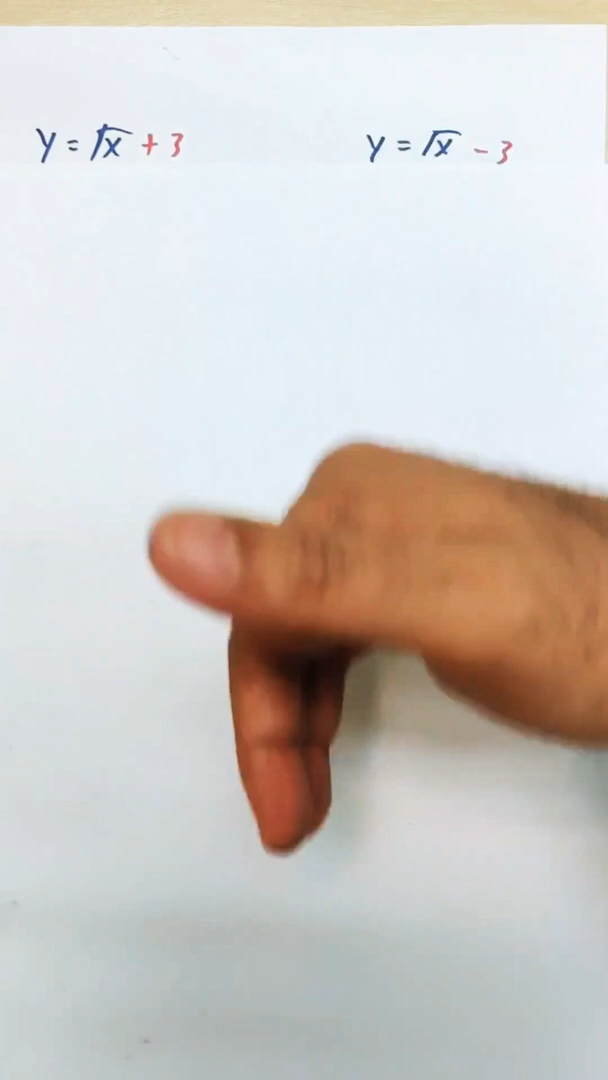 y = √x + 3
y = √x - 3